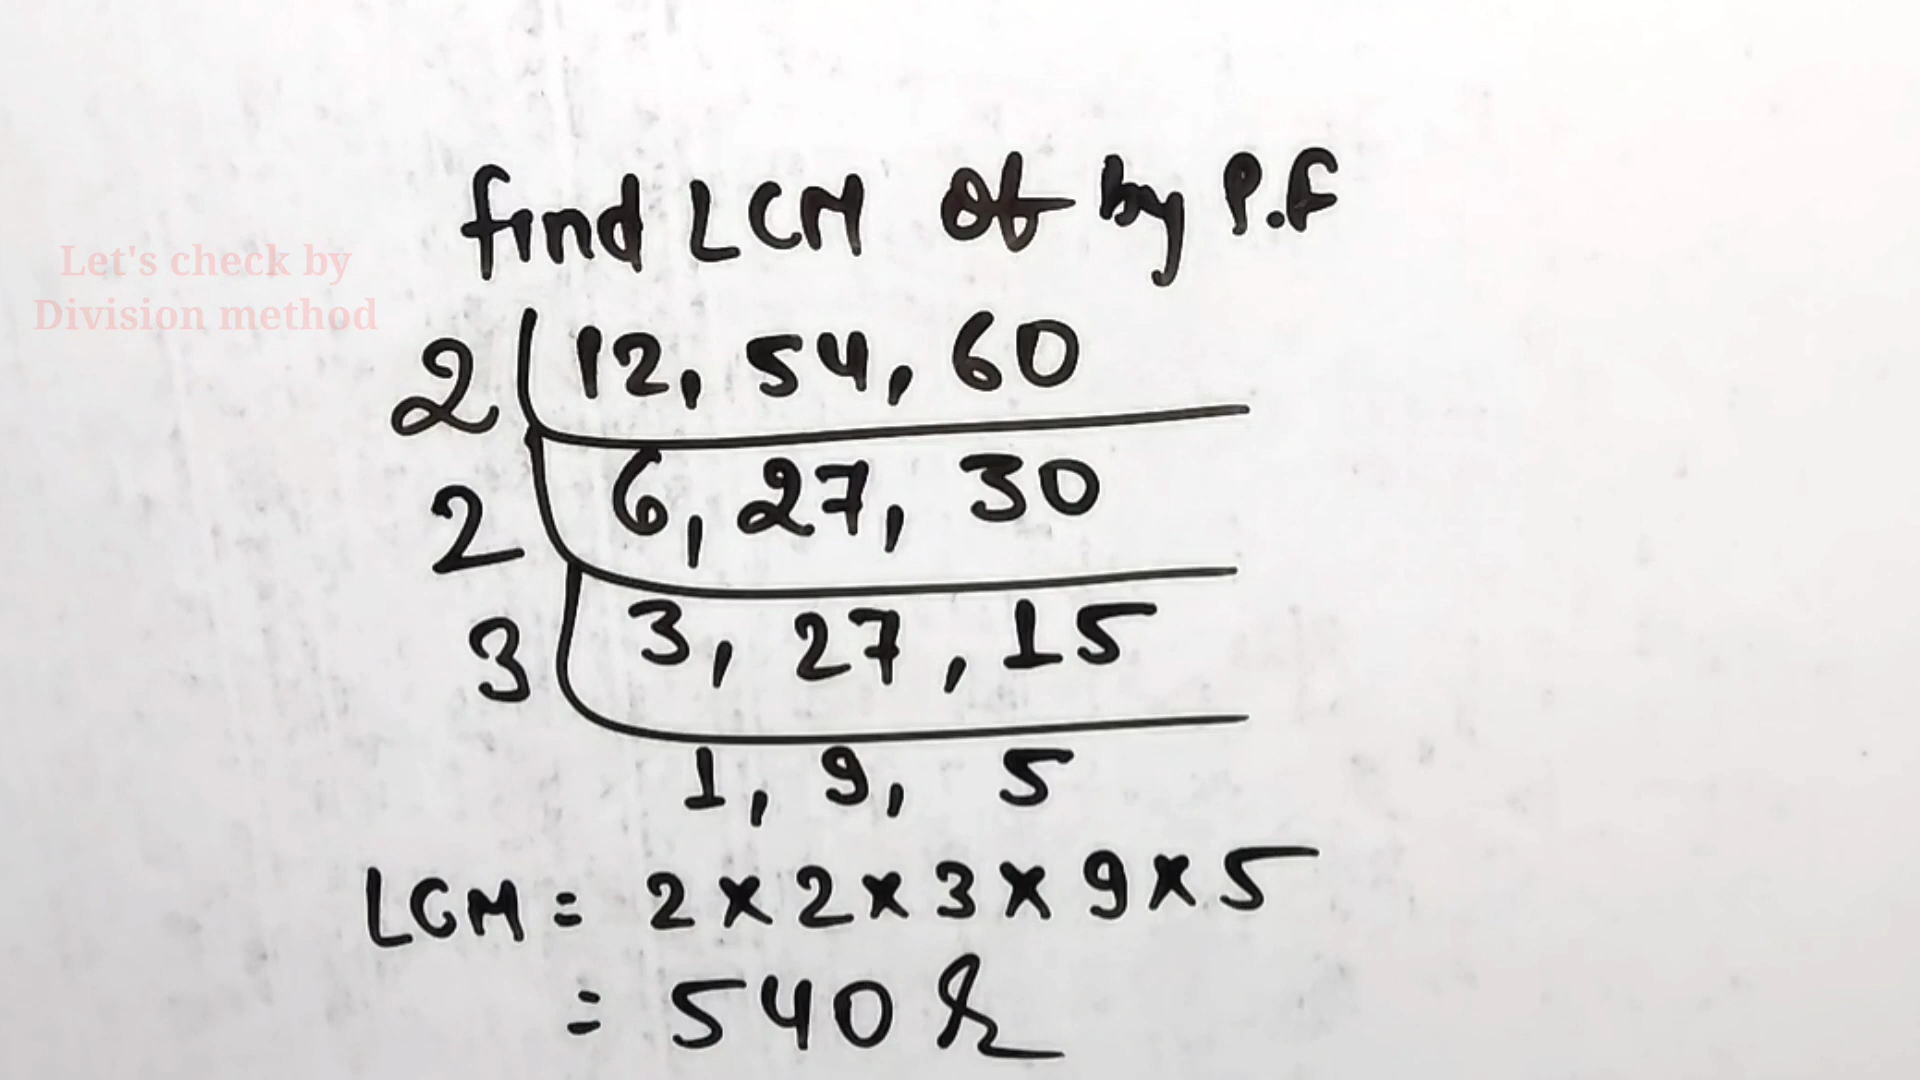 find LCM of by P.F
Let's check by
Division method
2 12, 54, 60
2 6, 27, 30
3 3, 27, 15
1, 9, 5
LCM = 2 × 2 × 3 × 9 × 5
= 540